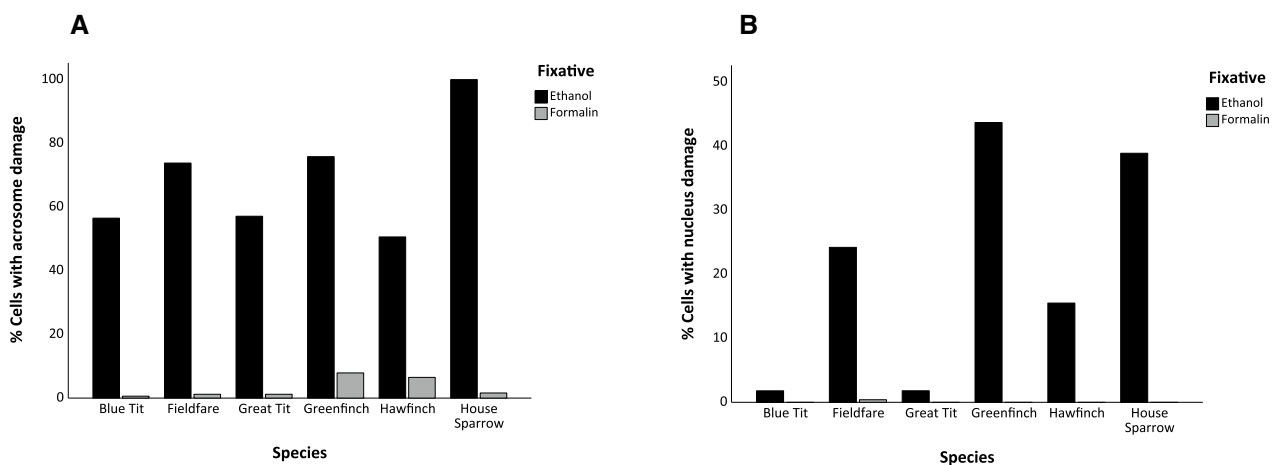 A
% Cells with acrosome damage
100
80
60
40
20
0
Blue Tit
Fieldfare
Great Tit
Greenfinch
Hawfinch
House
Sparrow
Species
Fixative
Ethanol
Formalin
B
% Cells with nucleus damage
50
40
30
20
10
0
Blue Tit
Fieldfare
Great Tit
Greenfinch
Hawfinch
House
Sparrow
Species
Fixative
Ethanol
Formalin